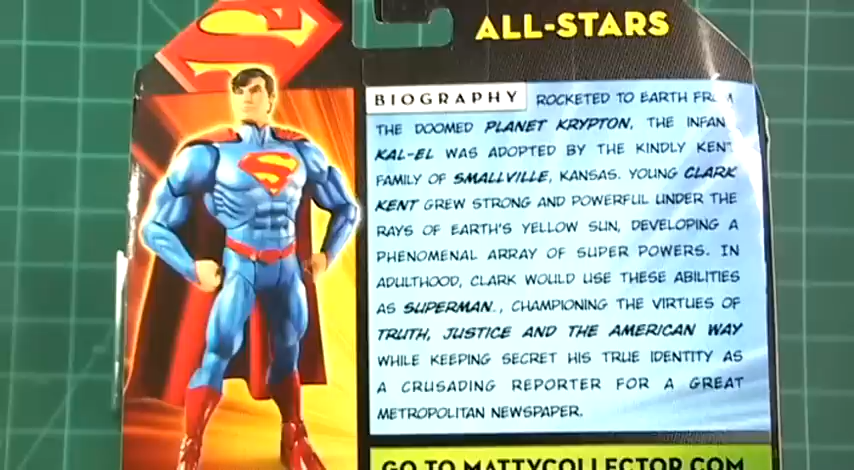 ALL-STARS
BIOGRAPHY ROCKETED TO EARTH FROM
THE DOOMED PLANET KRYPTON, THE INFANT
KAL-EL WAS ADOPTED BY THE KINDLY KENT
FAMILY OF SMALLVILLE, KANSAS. YOUNG CLARK
KENT GREW STRONG AND POWERFUL UNDER THE
RAYS OF EARTH'S YELLOW SUN, DEVELOPING A
PHENOMENAL ARRAY OF SUPER POWERS. IN
ADULTHOOD, CLARK WOULD USE THESE ABILITIES
AS SUPERMAN., CHAMPIONING THE VIRTUES OF
TRUTH, JUSTICE AND THE AMERICAN WAY
WHILE KEEPING SECRET HIS TRUE IDENTITY AS
A CRUSADING REPORTER FOR A GREAT
METROPOLITAN NEWSPAPER.
GO TO MATTYCOLLECTOR.COM